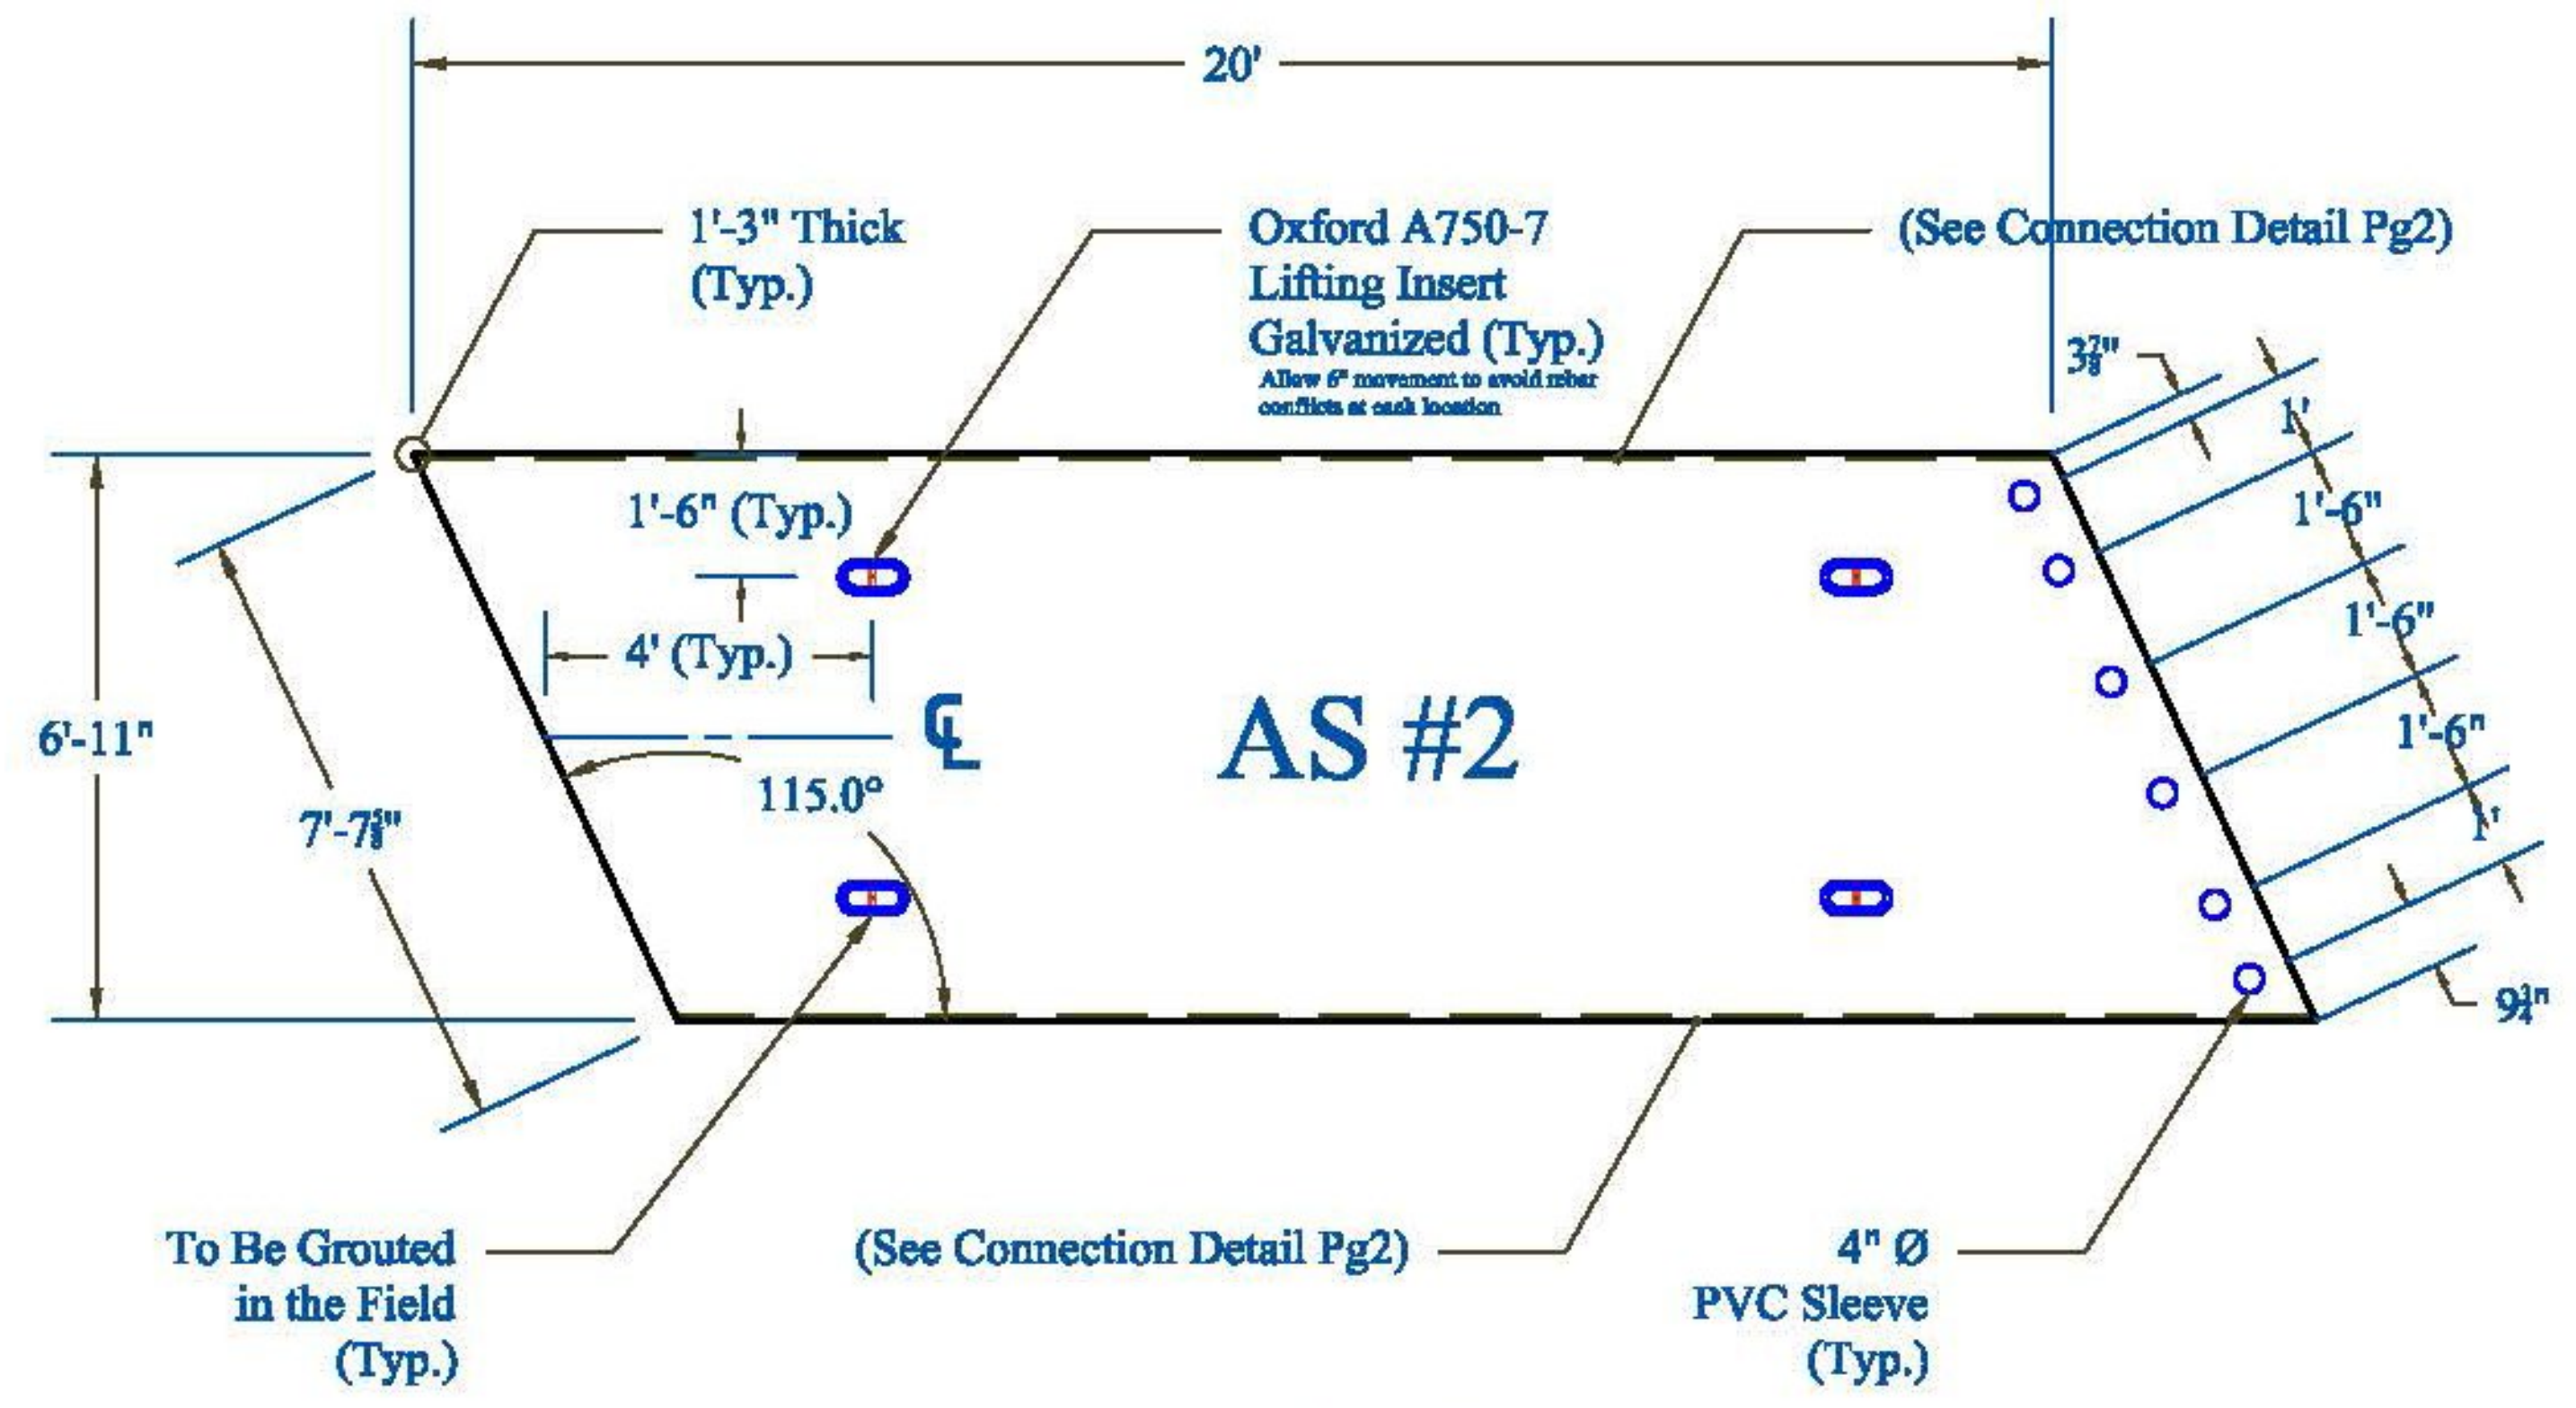 20'
1'-3" Thick
(Typ.)
Oxford A750-7
Lifting Insert
Galvanized (Typ.)
Allow 6" movement to avoid rebar
conflicts at each location
(See Connection Detail Pg2)
3⅞"
1'
1'-6"
1'-6"
1'-6"
1'
9¾"
1'-6" (Typ.)
4' (Typ.)
℄
AS #2
6'-11"
7'-7⅝"
115.0°
To Be Grouted
in the Field
(Typ.)
(See Connection Detail Pg2)
4" Ø
PVC Sleeve
(Typ.)